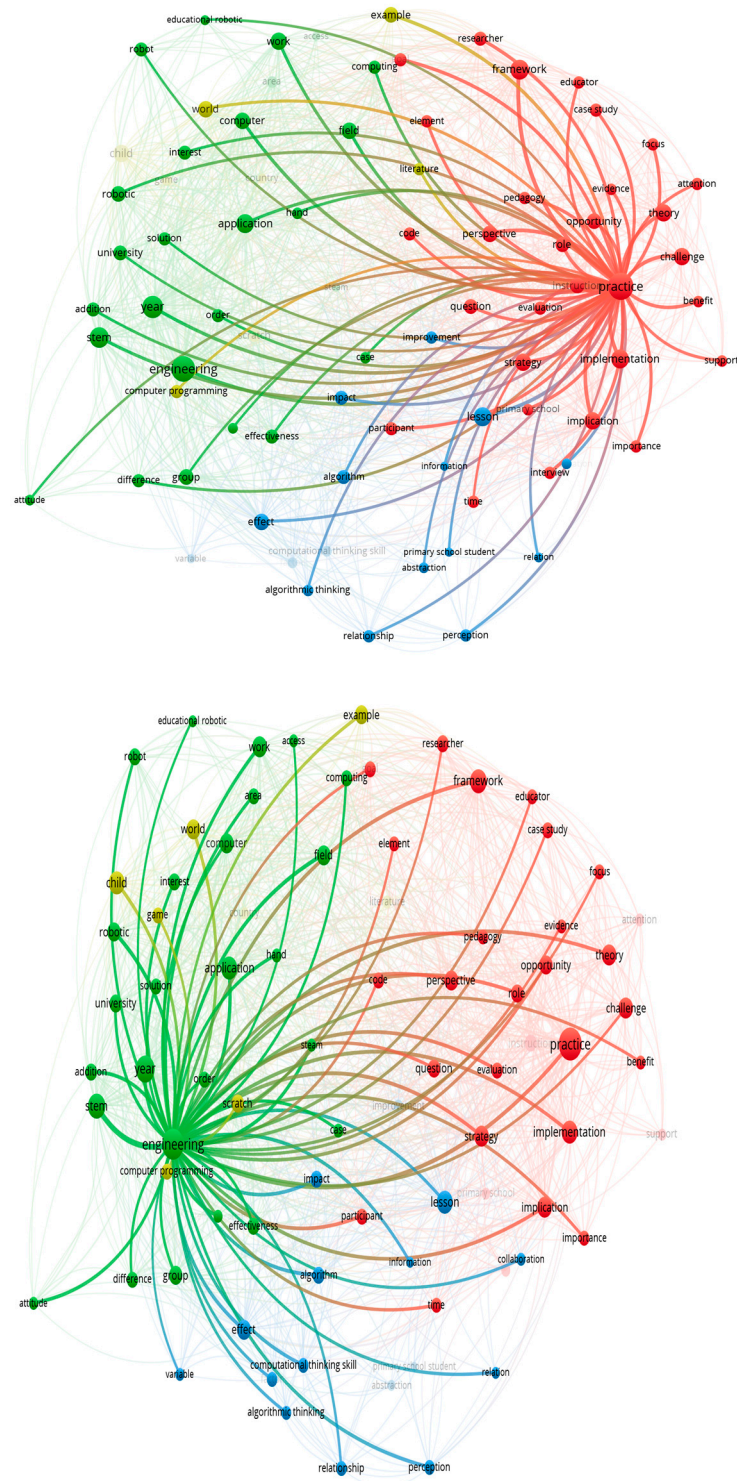 example
educational robotic
access
researcher
work
robot
computing
framework
area
educator
world
case study
computer
element
field
focus
child
interest
literature
game
country
evidence
attention
robotic
pedagogy
hand
opportunity
theory
application
code
perspective
solution
role
university
challenge
steam
instruction
practice
addition
year
order
question
evaluation
benefit
stem
scratch
improvement
case
strategy
implementation
support
engineering
computer programming
impact
lesson
primary school
implication
participant
effectiveness
importance
difference
group
algorithm
information
interview
attitude
time
effect
variable
computational thinking skill
primary school student
relation
abstraction
algorithmic thinking
relationship
perception
example
educational robotic
access
researcher
work
robot
computing
framework
area
educator
world
case study
computer
element
field
focus
child
interest
literature
game
country
evidence
attention
robotic
pedagogy
hand
opportunity
theory
application
code
perspective
solution
role
university
challenge
steam
instruction
practice
addition
year
order
question
evaluation
benefit
stem
scratch
improvement
case
strategy
implementation
support
engineering
computer programming
impact
lesson
primary school
implication
participant
effectiveness
importance
difference
group
algorithm
information
collaboration
attitude
time
effect
variable
computational thinking skill
primary school student
relation
abstraction
algorithmic thinking
relationship
perception